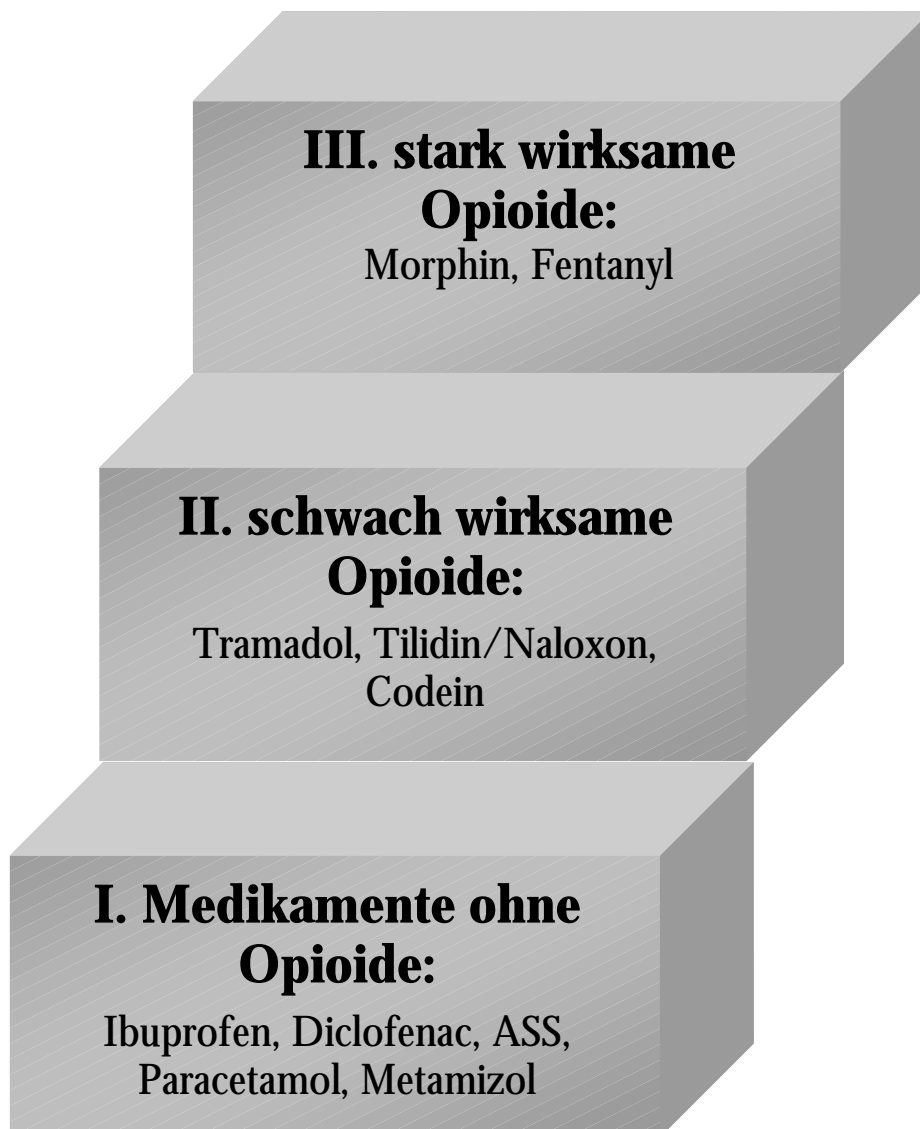 III. stark wirksame
Opioide:
Morphin, Fentanyl
II. schwach wirksame
Opioide:
Tramadol, Tilidin/Naloxon,
Codein
I. Medikamente ohne
Opioide:
Ibuprofen, Diclofenac, ASS,
Paracetamol, Metamizol